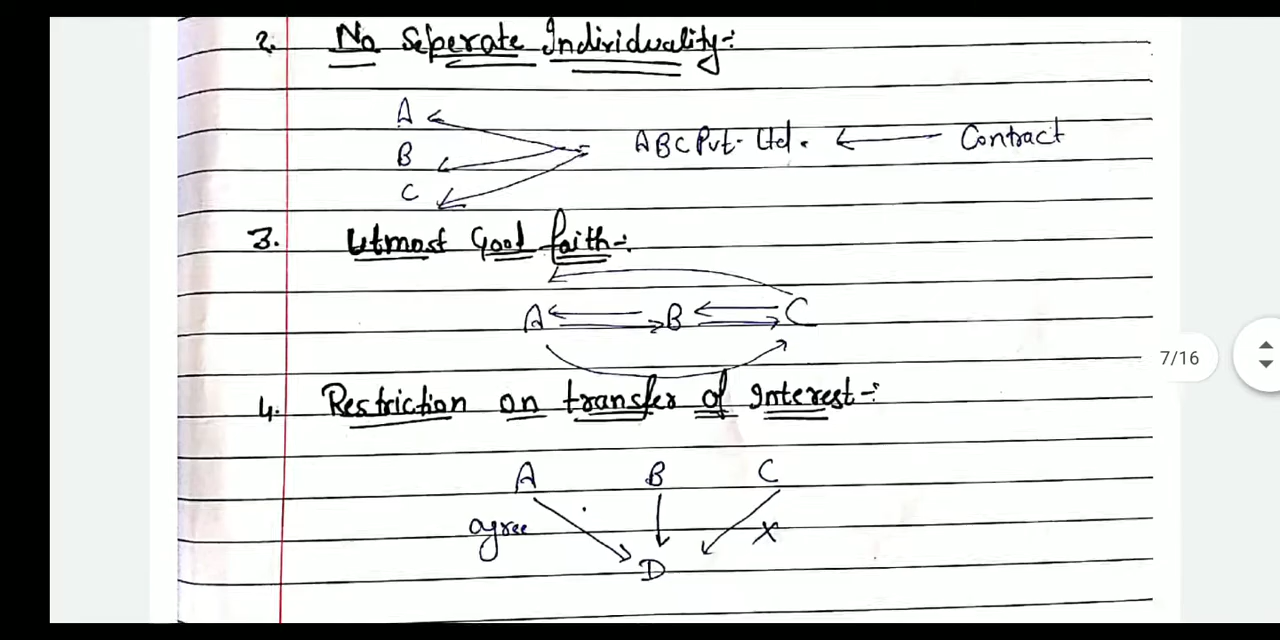 2. No Seperate Individuality:-
A
B ABC Pvt. Ltd. Contract
C
3. Utmost Good faith:-
A B C
7/16
4. Restriction on transfer of Interest:-
A B C
agree X
D